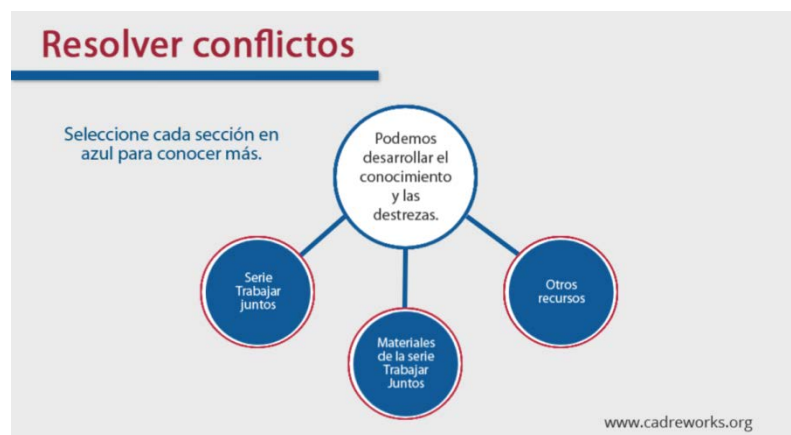 Resolver conflictos
Seleccione cada sección en
azul para conocer más.
Podemos
desarrollar el
conocimiento
y las
destrezas.
Serie
Trabajar
juntos
Materiales
de la serie
Trabajar
Juntos
Otros
recursos
www.cadreworks.org